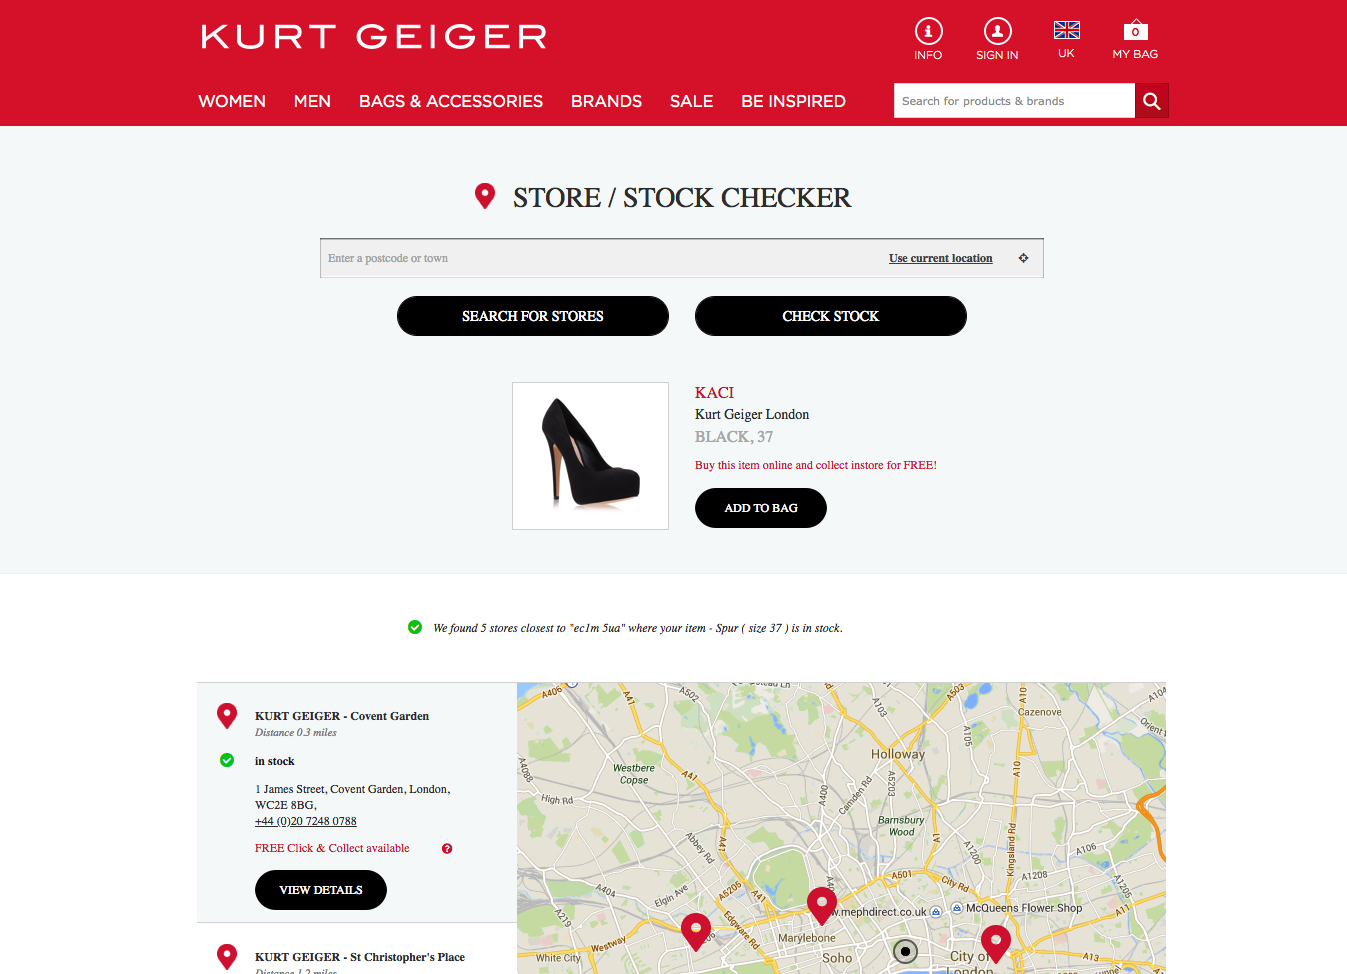 KURT GEIGER
INFO
SIGN IN
UK
0
MY BAG
WOMEN
MEN
BAGS & ACCESSORIES
BRANDS
SALE
BE INSPIRED
Search for products & brands
STORE / STOCK CHECKER
Enter a postcode or town
Use current location
SEARCH FOR STORES
CHECK STOCK
KACI
Kurt Geiger London
BLACK, 37
Buy this item online and collect instore for FREE!
ADD TO BAG
We found 5 stores closest to "ec1m 5ua" where your item - Spur ( size 37 ) is in stock.
KURT GEIGER - Covent Garden
Distance 0.3 miles
in stock
1 James Street, Covent Garden, London,
WC2E 8BG,
+44 (0)20 7248 0788
FREE Click & Collect available
?
VIEW DETAILS
KURT GEIGER - St Christopher's Place
Distance 1.2 miles
A406
A41
A502
A103
A503
A10
A104
Cazenove
Orient
A105
Holloway
A4088
Westbere
Copse
A41
A10
High Rd
A400
Camden Rd
A5203
Barnsbury
Wood
A1
Kingsland Rd
Abbey Rd
A41
A1200
A106
A404
Elgin Ave
A5205
A41
A501
City Rd
A1208
A1205
A219
Edgware Rd
w.mephdirect.co.uk
McQueens Flower Shop
A11
Westway
Marylebone
White City
Soho
City of
London
A13